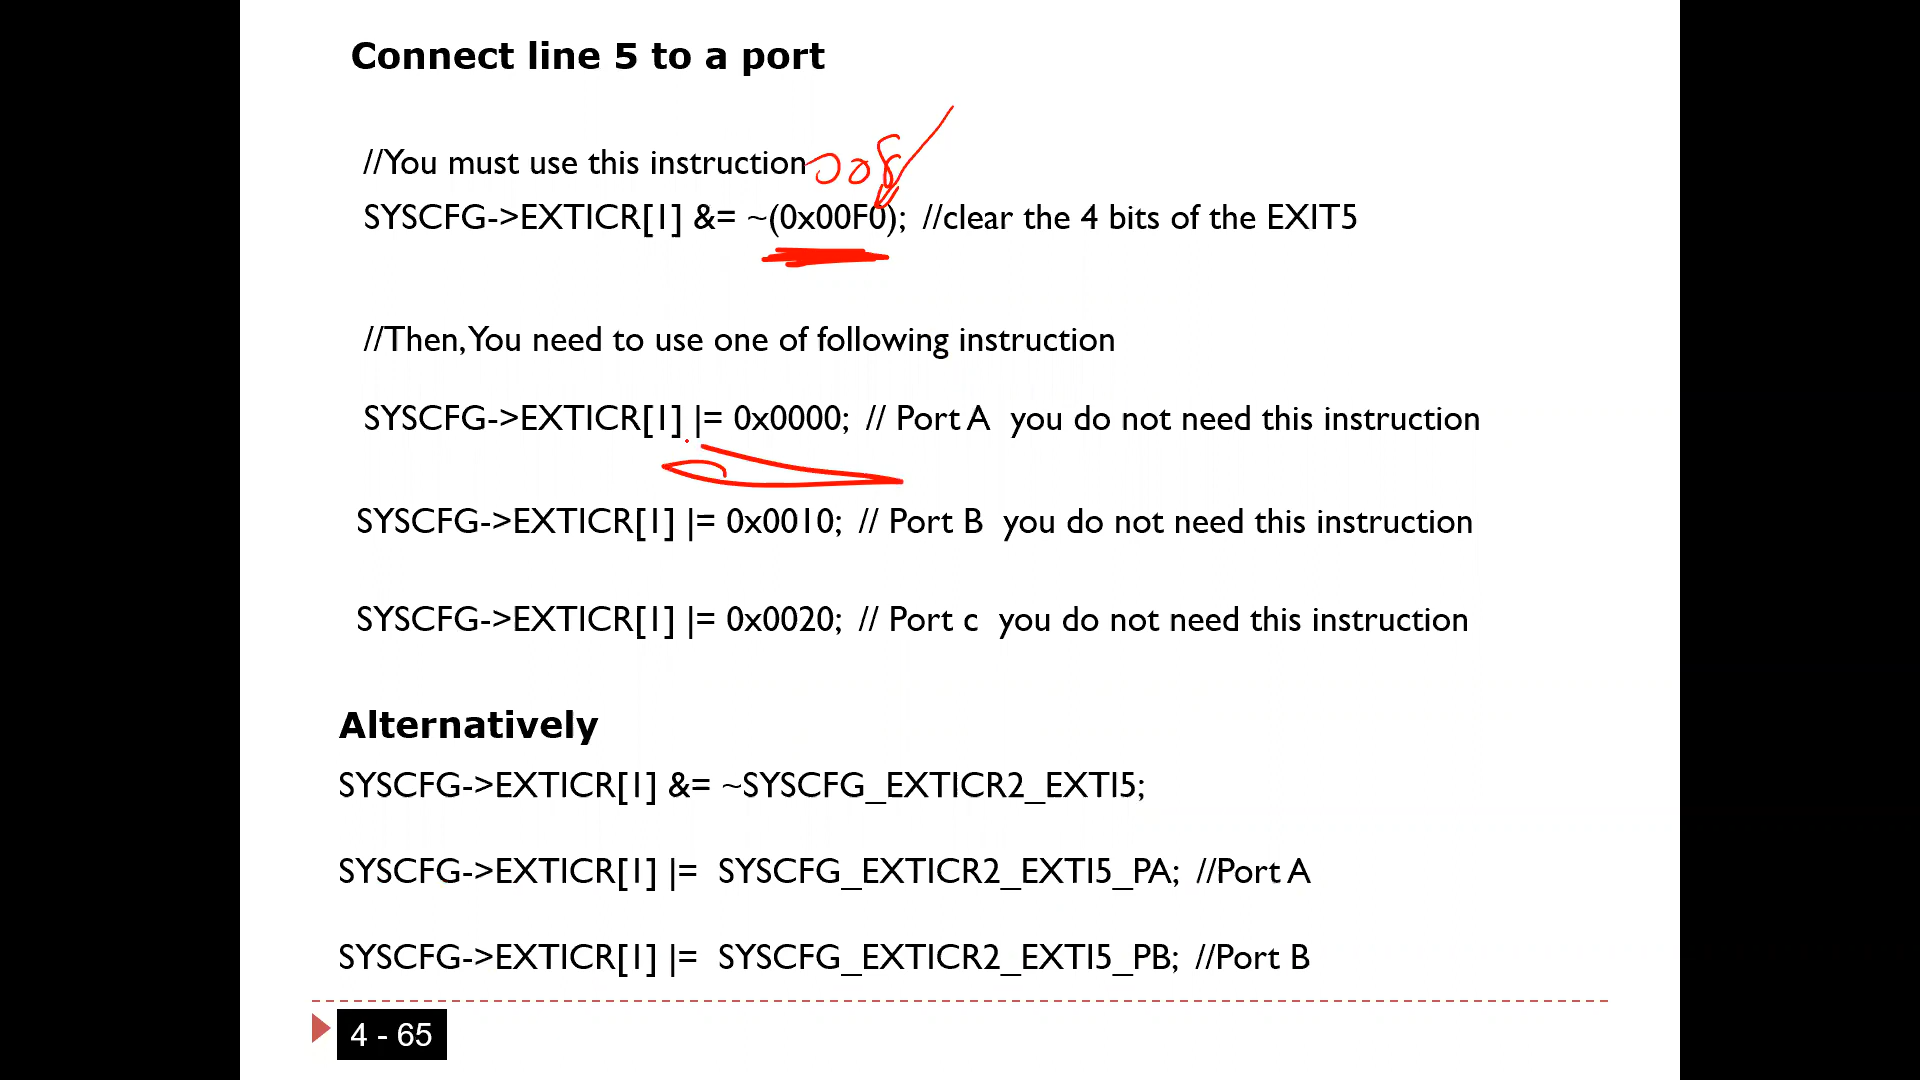 Connect line 5 to a port
//You must use this instruction
SYSCFG->EXTICR[1] &= ~(0x00F0); //clear the 4 bits of the EXIT5
//Then,You need to use one of following instruction
SYSCFG->EXTICR[1] |= 0x0000; // Port A you do not need this instruction
SYSCFG->EXTICR[1] |= 0x0010; // Port B you do not need this instruction
SYSCFG->EXTICR[1] |= 0x0020; // Port c you do not need this instruction
Alternatively
SYSCFG->EXTICR[1] &= ~SYSCFG_EXTICR2_EXTI5;
SYSCFG->EXTICR[1] |= SYSCFG_EXTICR2_EXTI5_PA; //Port A
SYSCFG->EXTICR[1] |= SYSCFG_EXTICR2_EXTI5_PB; //Port B
4 - 65